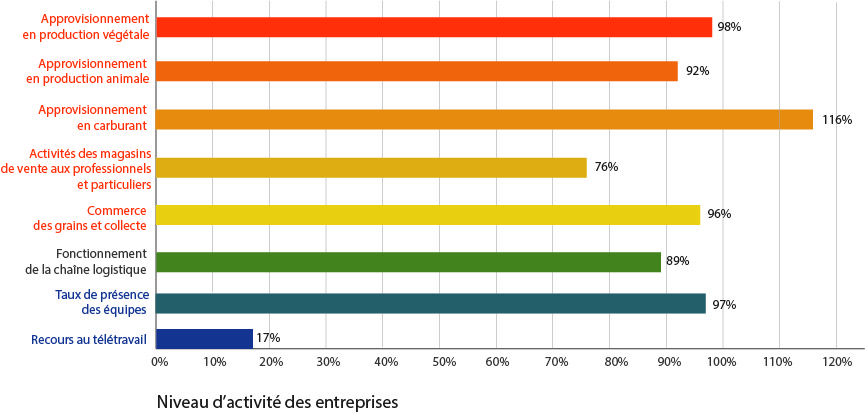 Approvisionnement
en production végétale
98%
Approvisionnement
en production animale
92%
Approvisionnement
en carburant
116%
Activités des magasins
de vente aux professionnels
et particuliers
76%
Commerce
des grains et collecte
96%
Fonctionnement
de la chaîne logistique
89%
Taux de présence
des équipes
97%
Recours au télétravail
17%
0% 10% 20% 30% 40% 50% 60% 70% 80% 90% 100% 110% 120%
Niveau d’activité des entreprises